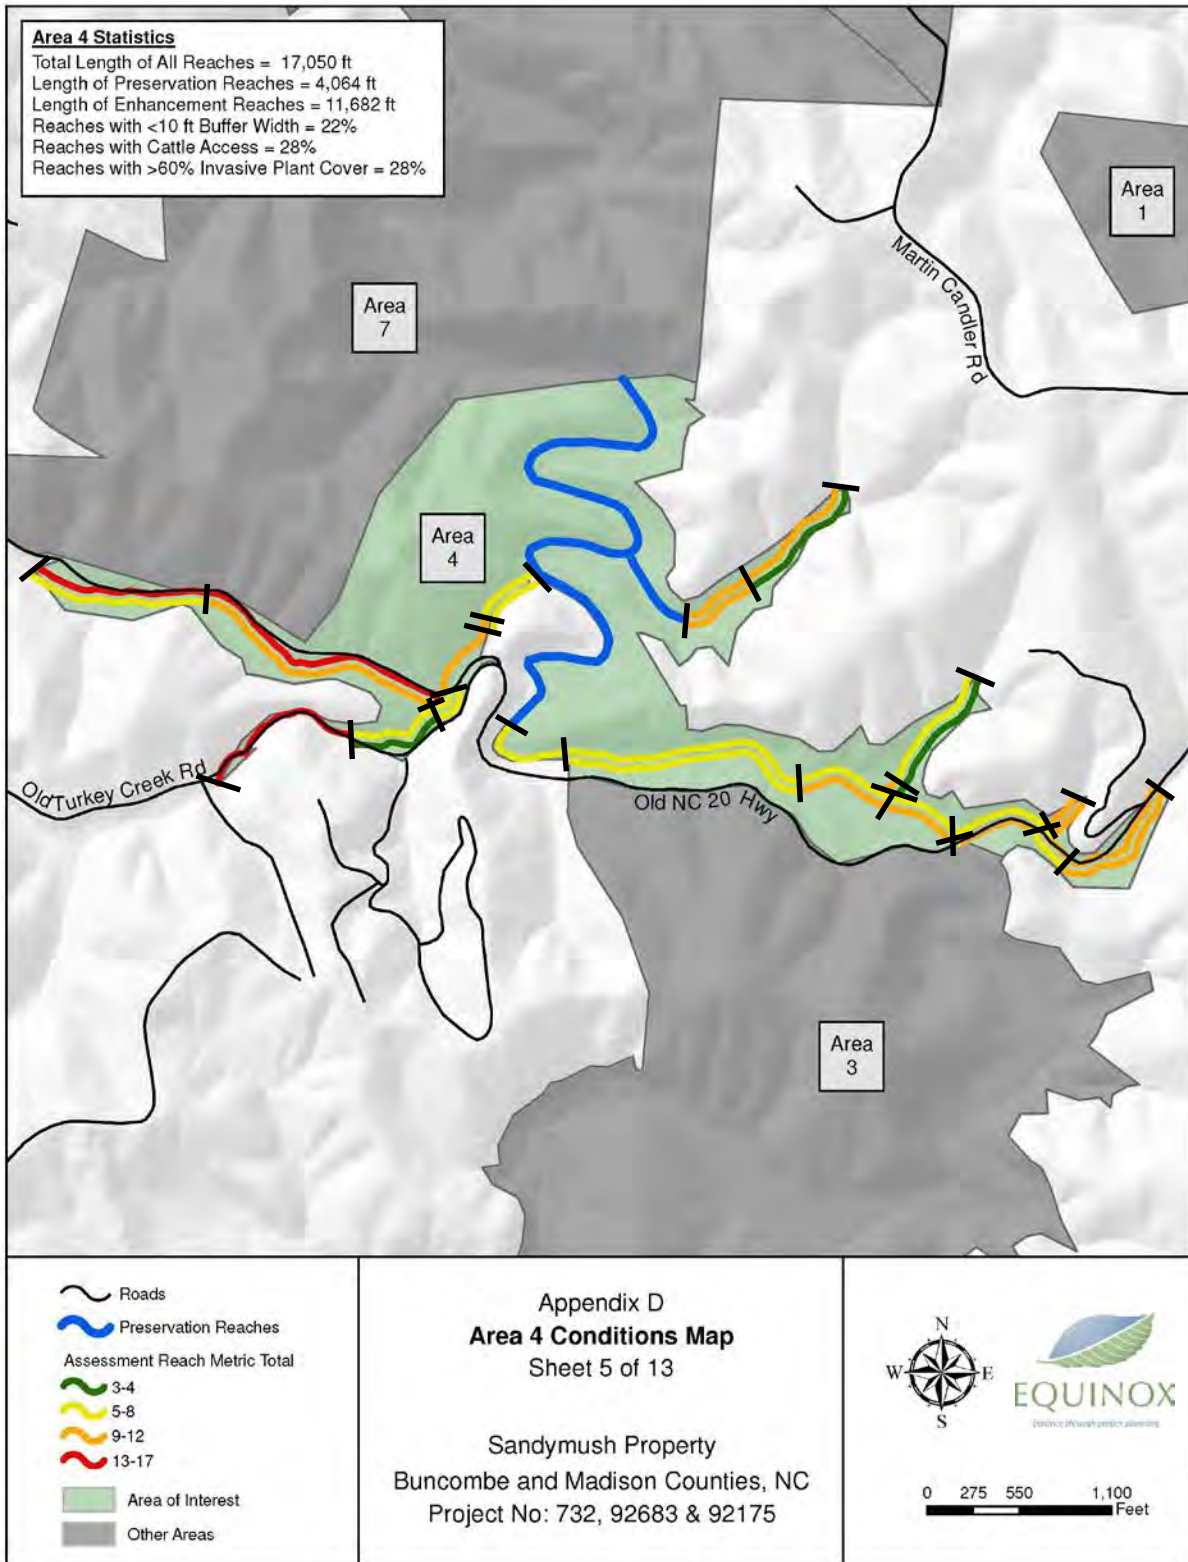 Area 4 Statistics
Total Length of All Reaches = 17,050 ft
Length of Preservation Reaches = 4,064 ft
Length of Enhancement Reaches = 11,682 ft
Reaches with <10 ft Buffer Width = 22%
Reaches with Cattle Access = 28%
Reaches with >60% Invasive Plant Cover = 28%
Area
1
Martin Candler Rd
Area
7
Area
4
Old Turkey Creek Rd
Old NC 20 Hwy
Area
3
Roads
Preservation Reaches
Assessment Reach Metric Total
3-4
5-8
9-12
13-17
Area of Interest
Other Areas
Appendix D
Area 4 Conditions Map
Sheet 5 of 13
Sandymush Property
Buncombe and Madison Counties, NC
Project No: 732, 92683 & 92175
N
W E
S
EQUINOX
0 275 550 1,100
Feet